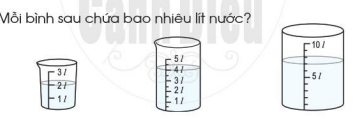 Mỗi bình sau chứa bao nhiêu lít nước?
3 l
2 l
1 l
5 l
4 l
3 l
2 l
1 l
10 l
5 l